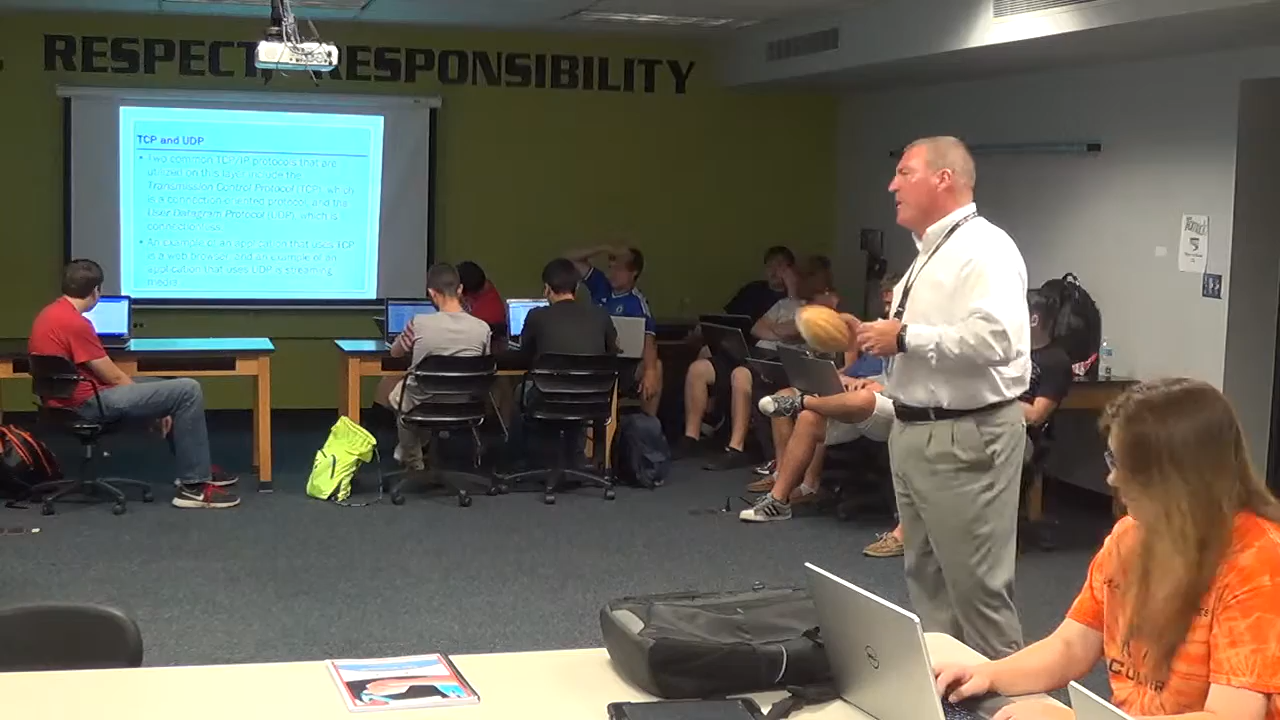 RESPECT, RESPONSIBILITY
TCP and UDP
• Two common TCP/IP protocols that are
utilized on this layer include the
Transmission Control Protocol (TCP), which
is a connection oriented protocol, and the
User Datagram Protocol (UDP), which is
connectionless.
• An example of an application that uses TCP
is a web browser, and an example of an
application that uses UDP is streaming
media.
DELL